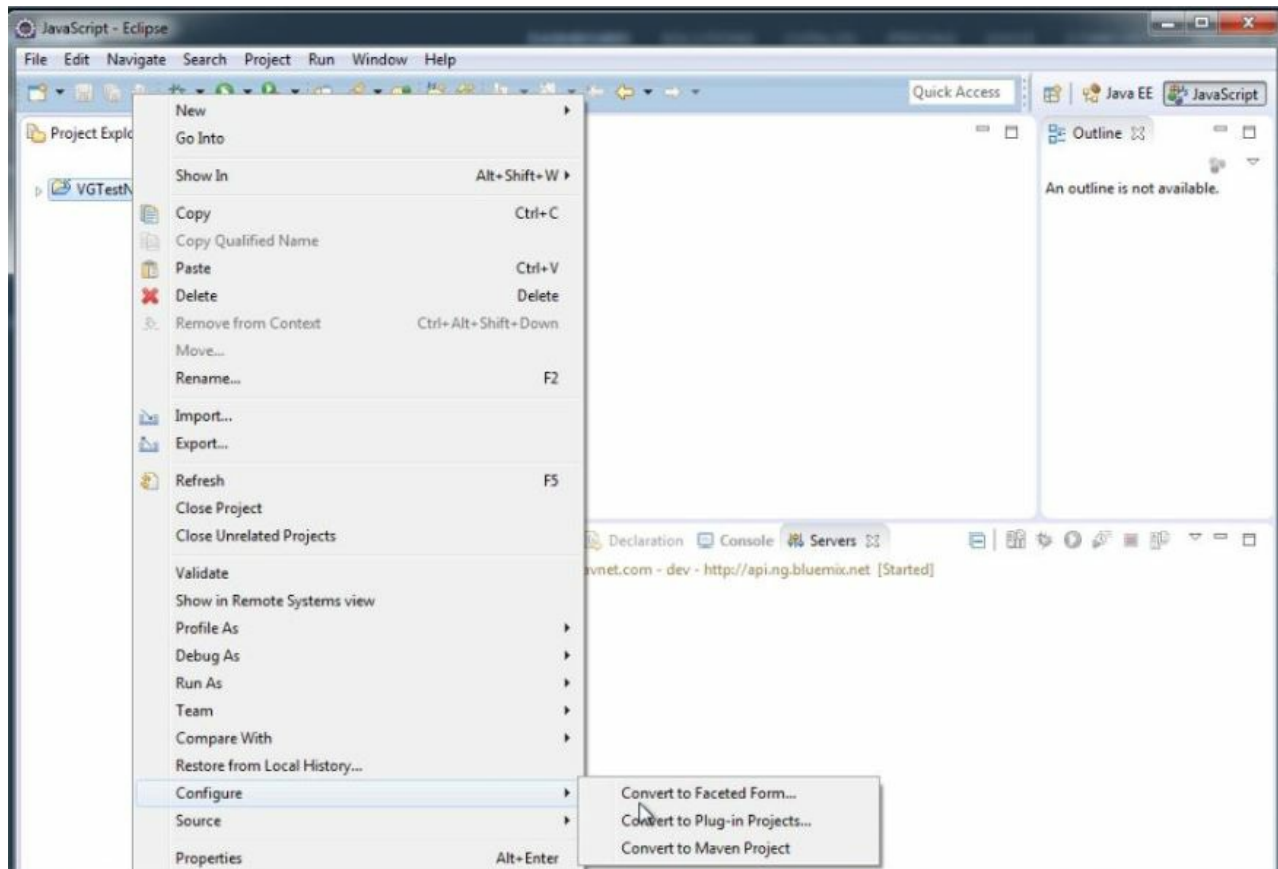 JavaScript - Eclipse
File Edit Navigate Search Project Run Window Help
Quick Access
Java EE
JavaScript
Project Explo
VGTestN
Outline
An outline is not available.
New
Go Into
Show In Alt+Shift+W
Copy Ctrl+C
Copy Qualified Name
Paste Ctrl+V
Delete Delete
Remove from Context Ctrl+Alt+Shift+Down
Move...
Rename... F2
Import...
Export...
Refresh F5
Close Project
Close Unrelated Projects
Validate
Show in Remote Systems view
Profile As
Debug As
Run As
Team
Compare With
Restore from Local History...
Configure
Source
Properties Alt+Enter
Convert to Faceted Form...
Convert to Plug-in Projects...
Convert to Maven Project
Declaration Console Servers
avnet.com - dev - http://api.ng.bluemix.net [Started]